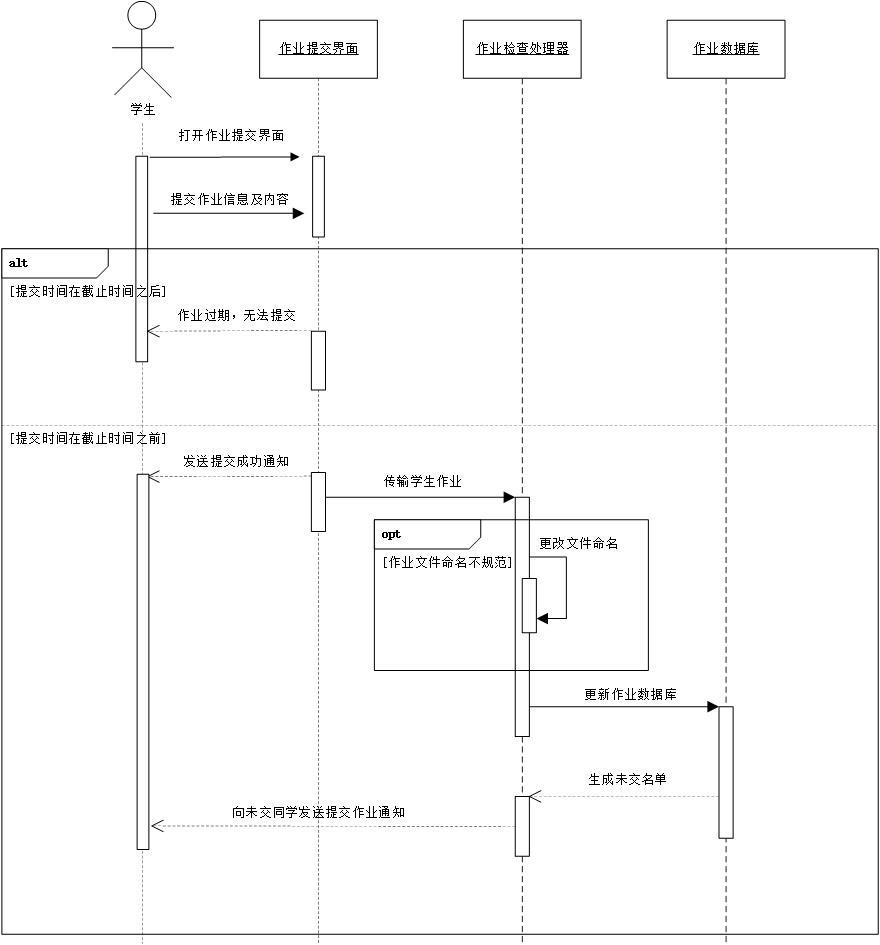 作业提交界面
作业检查处理器
作业数据库
学生
打开作业提交界面
提交作业信息及内容
alt
[提交时间在截止时间之后]
作业过期，无法提交
[提交时间在截止时间之前]
发送提交成功通知
传输学生作业
opt
更改文件命名
[作业文件命名不规范]
更新作业数据库
生成未交名单
向未交同学发送提交作业通知